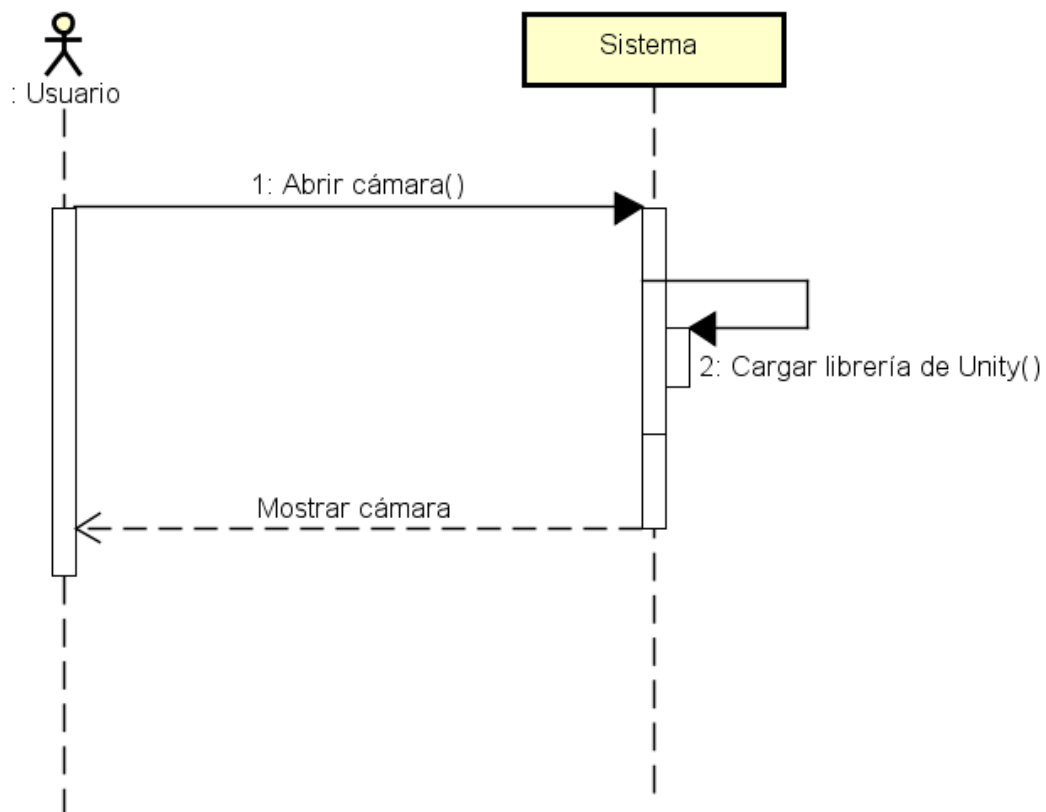 Sistema
: Usuario
1: Abrir cámara()
2: Cargar librería de Unity()
Mostrar cámara